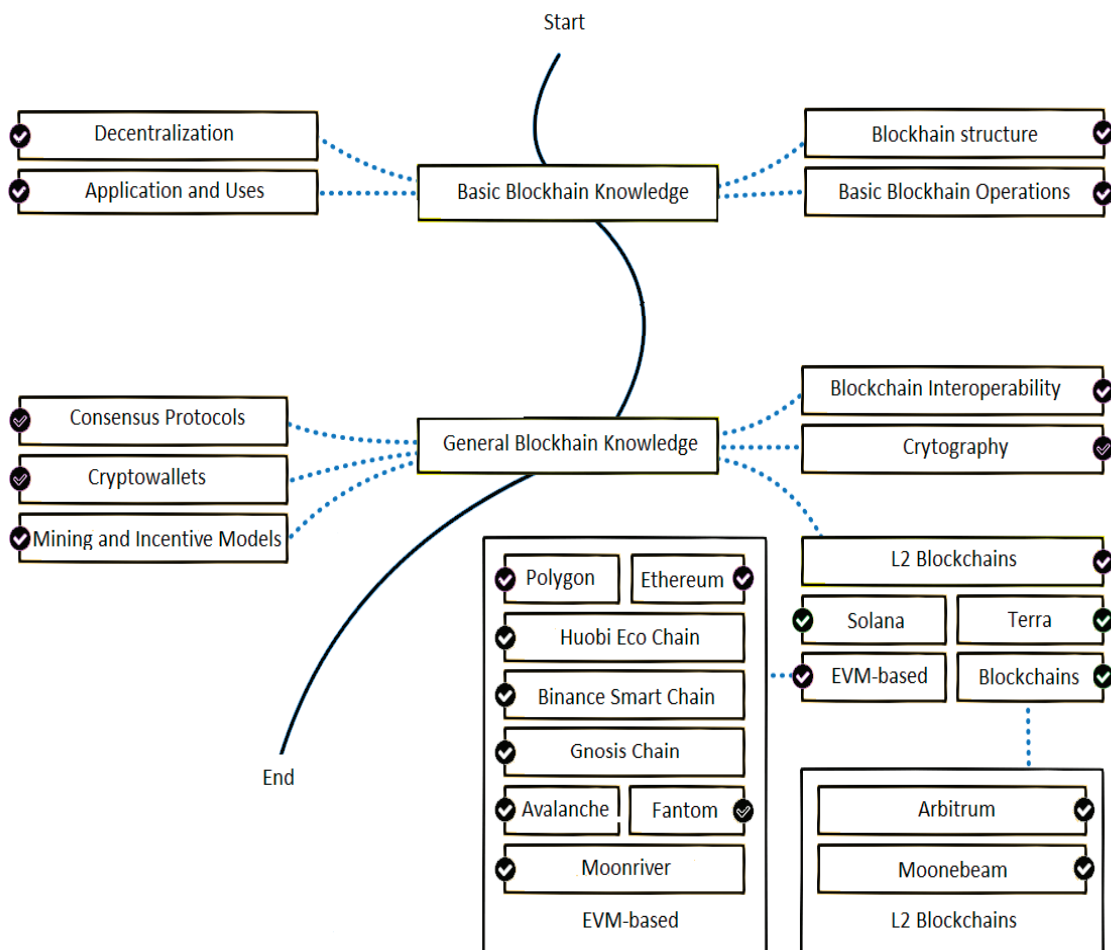 Start
Decentralization
Application and Uses
Basic Blockhain Knowledge
Blockhain structure
Basic Blockhain Operations
Consensus Protocols
Cryptowallets
Mining and Incentive Models
General Blockhain Knowledge
Blockchain Interoperability
Crytography
L2 Blockchains
Solana
Terra
EVM-based
Blockchains
Polygon
Ethereum
Huobi Eco Chain
Binance Smart Chain
Gnosis Chain
Avalanche
Fantom
Moonriver
EVM-based
Arbitrum
Moonebeam
L2 Blockchains
End